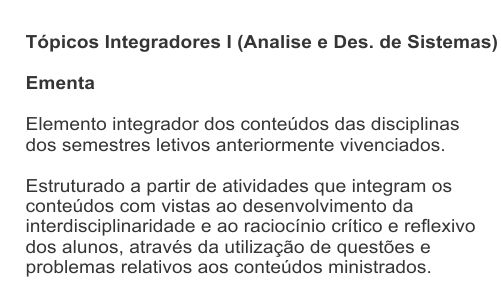 Tópicos Integradores I (Analise e Des. de Sistemas)
Ementa
Elemento integrador dos conteúdos das disciplinas
dos semestres letivos anteriormente vivenciados.
Estruturado a partir de atividades que integram os
conteúdos com vistas ao desenvolvimento da
interdisciplinaridade e ao raciocínio crítico e reflexivo
dos alunos, através da utilização de questões e
problemas relativos aos conteúdos ministrados.